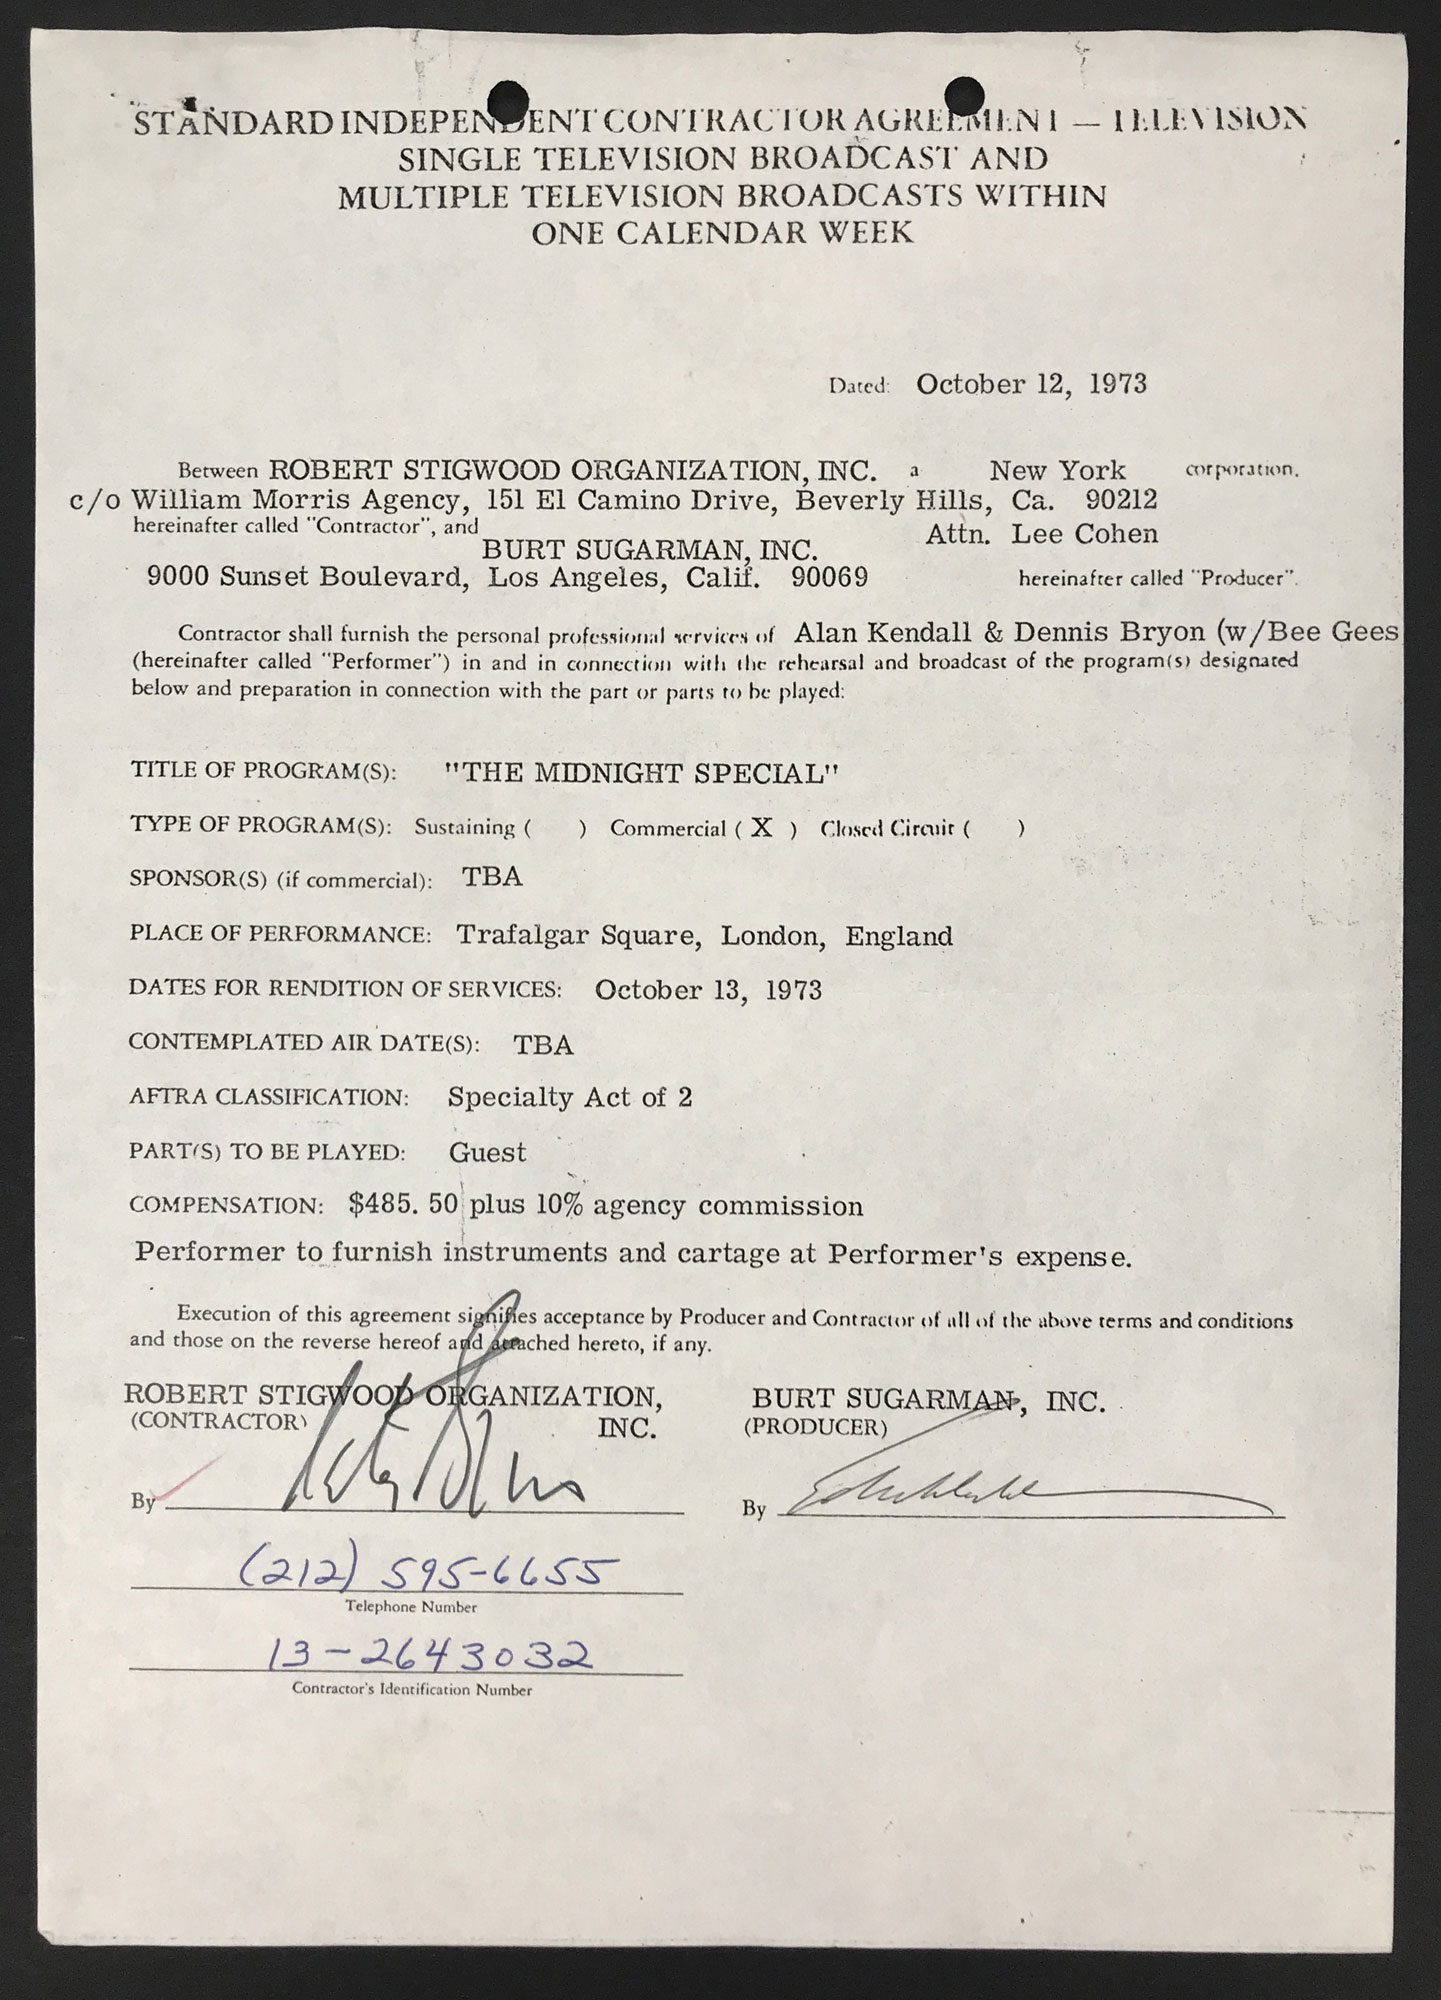 STANDARD INDEPENDENT CONTRACTOR AGREEMENT — TELEVISION
SINGLE TELEVISION BROADCAST AND
MULTIPLE TELEVISION BROADCASTS WITHIN
ONE CALENDAR WEEK
Dated: October 12, 1973
Between ROBERT STIGWOOD ORGANIZATION, INC. a New York corporation,
c/o William Morris Agency, 151 El Camino Drive, Beverly Hills, Ca. 90212
hereinafter called "Contractor", and Attn. Lee Cohen
BURT SUGARMAN, INC.
9000 Sunset Boulevard, Los Angeles, Calif. 90069 hereinafter called "Producer".
Contractor shall furnish the personal professional services of Alan Kendall & Dennis Bryon (w/Bee Gees
(hereinafter called "Performer") in and in connection with the rehearsal and broadcast of the program(s) designated
below and preparation in connection with the part or parts to be played:
TITLE OF PROGRAM(S): "THE MIDNIGHT SPECIAL"
TYPE OF PROGRAM(S): Sustaining ( ) Commercial ( X ) Closed Circuit ( )
SPONSOR(S) (if commercial): TBA
PLACE OF PERFORMANCE: Trafalgar Square, London, England
DATES FOR RENDITION OF SERVICES: October 13, 1973
CONTEMPLATED AIR DATE(S): TBA
AFTRA CLASSIFICATION: Specialty Act of 2
PART(S) TO BE PLAYED: Guest
COMPENSATION: $485.50 plus 10% agency commission
Performer to furnish instruments and cartage at Performer's expense.
Execution of this agreement signifies acceptance by Producer and Contractor of all of the above terms and conditions
and those on the reverse hereof and attached hereto, if any.
ROBERT STIGWOOD ORGANIZATION, INC.
(CONTRACTOR)
BURT SUGARMAN, INC.
(PRODUCER)
By
By
(212) 595-6655
Telephone Number
13-2643032
Contractor's Identification Number